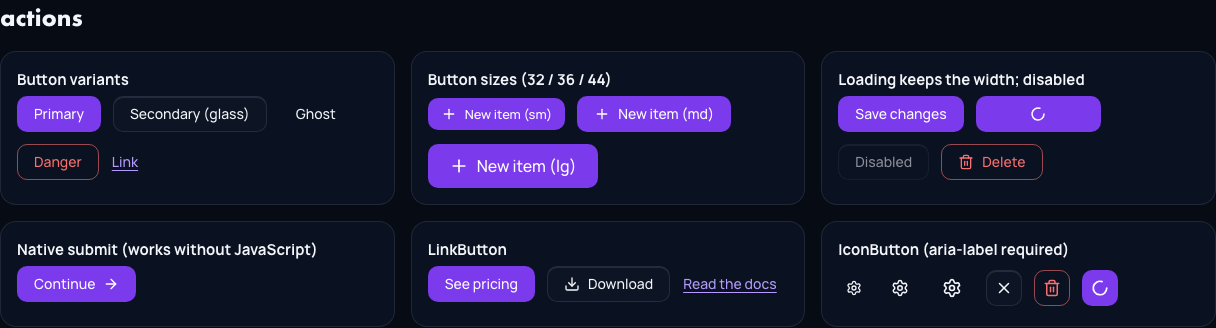 actions
Button variants
Primary
Secondary (glass)
Ghost
Danger
Link
Button sizes (32 / 36 / 44)
New item (sm)
New item (md)
New item (lg)
Loading keeps the width; disabled
Save changes
Disabled
Delete
Native submit (works without JavaScript)
Continue
LinkButton
See pricing
Download
Read the docs
IconButton (aria-label required)